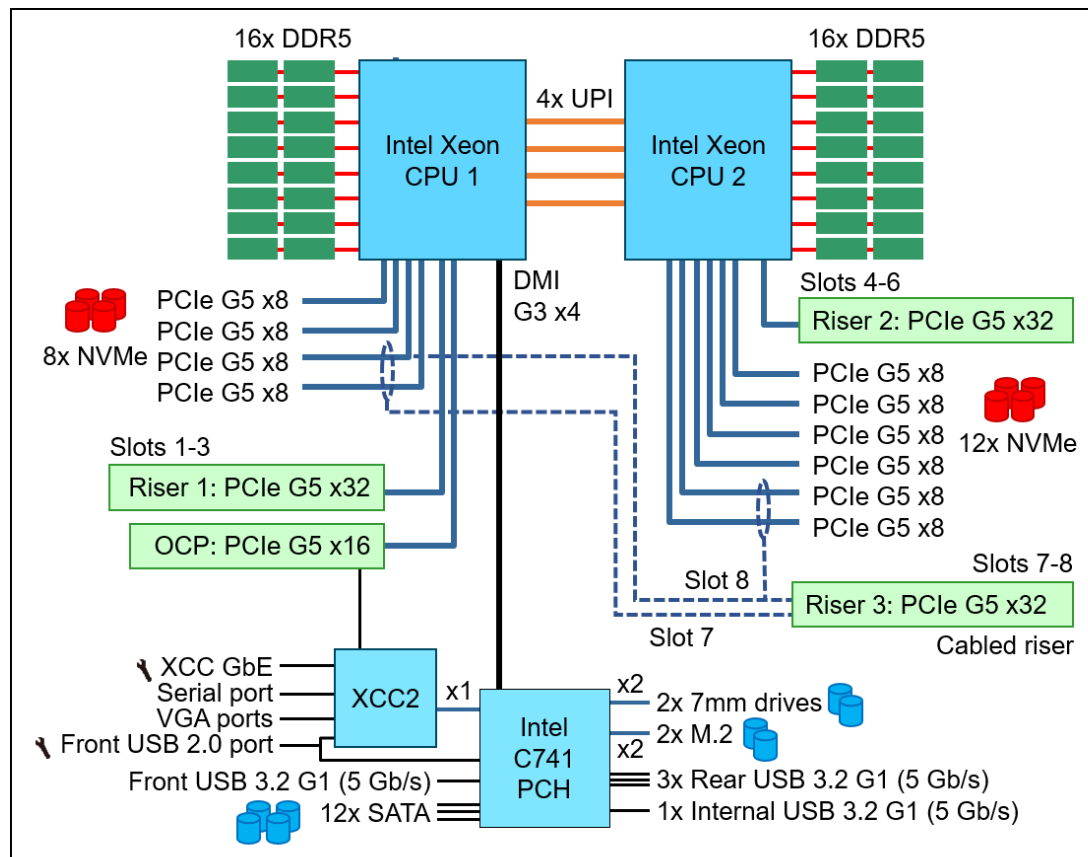 16x DDR5
16x DDR5
4x UPI
Intel Xeon
CPU 1
Intel Xeon
CPU 2
DMI
G3 x4
PCIe G5 x8
PCIe G5 x8
PCIe G5 x8
PCIe G5 x8
8x NVMe
Slots 4-6
Riser 2: PCIe G5 x32
PCIe G5 x8
PCIe G5 x8
PCIe G5 x8
PCIe G5 x8
PCIe G5 x8
PCIe G5 x8
12x NVMe
Slots 1-3
Riser 1: PCIe G5 x32
OCP: PCIe G5 x16
Slot 8
Slot 7
Slots 7-8
Riser 3: PCIe G5 x32
Cabled riser
XCC GbE
Serial port
VGA ports
Front USB 2.0 port
XCC2
x1
Intel
C741
PCH
x2
2x 7mm drives
2x M.2
x2
Front USB 3.2 G1 (5 Gb/s)
12x SATA
3x Rear USB 3.2 G1 (5 Gb/s)
1x Internal USB 3.2 G1 (5 Gb/s)